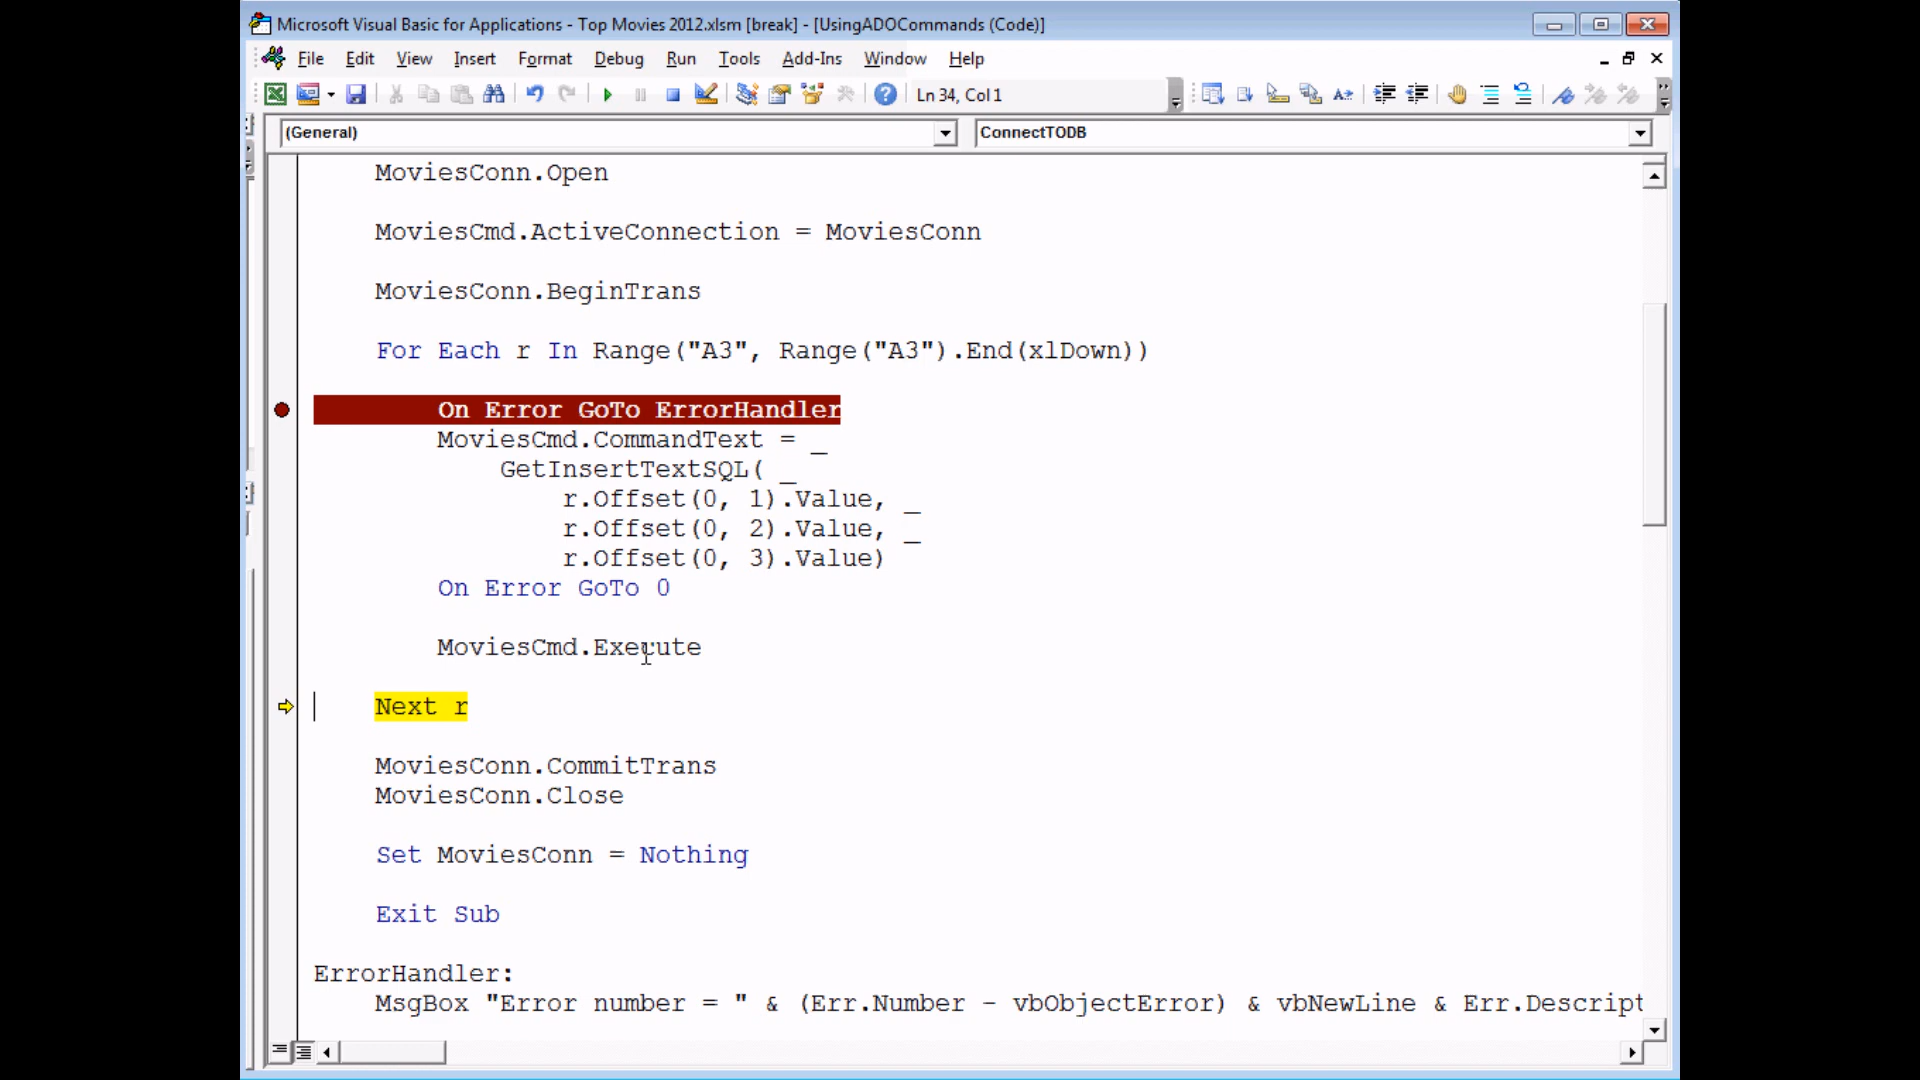 Microsoft Visual Basic for Applications - Top Movies 2012.xlsm [break] - [UsingADOCommands (Code)]
File Edit View Insert Format Debug Run Tools Add-Ins Window Help
Ln 34, Col 1
(General) ConnectTODB
MoviesConn.Open
MoviesCmd.ActiveConnection = MoviesConn
MoviesConn.BeginTrans
For Each r In Range("A3", Range("A3").End(xlDown))
On Error GoTo ErrorHandler
MoviesCmd.CommandText = _
GetInsertTextSQL( _
r.Offset(0, 1).Value, _
r.Offset(0, 2).Value, _
r.Offset(0, 3).Value)
On Error GoTo 0
MoviesCmd.Execute
Next r
MoviesConn.CommitTrans
MoviesConn.Close
Set MoviesConn = Nothing
Exit Sub
ErrorHandler:
MsgBox "Error number = " & (Err.Number - vbObjectError) & vbNewLine & Err.Descript